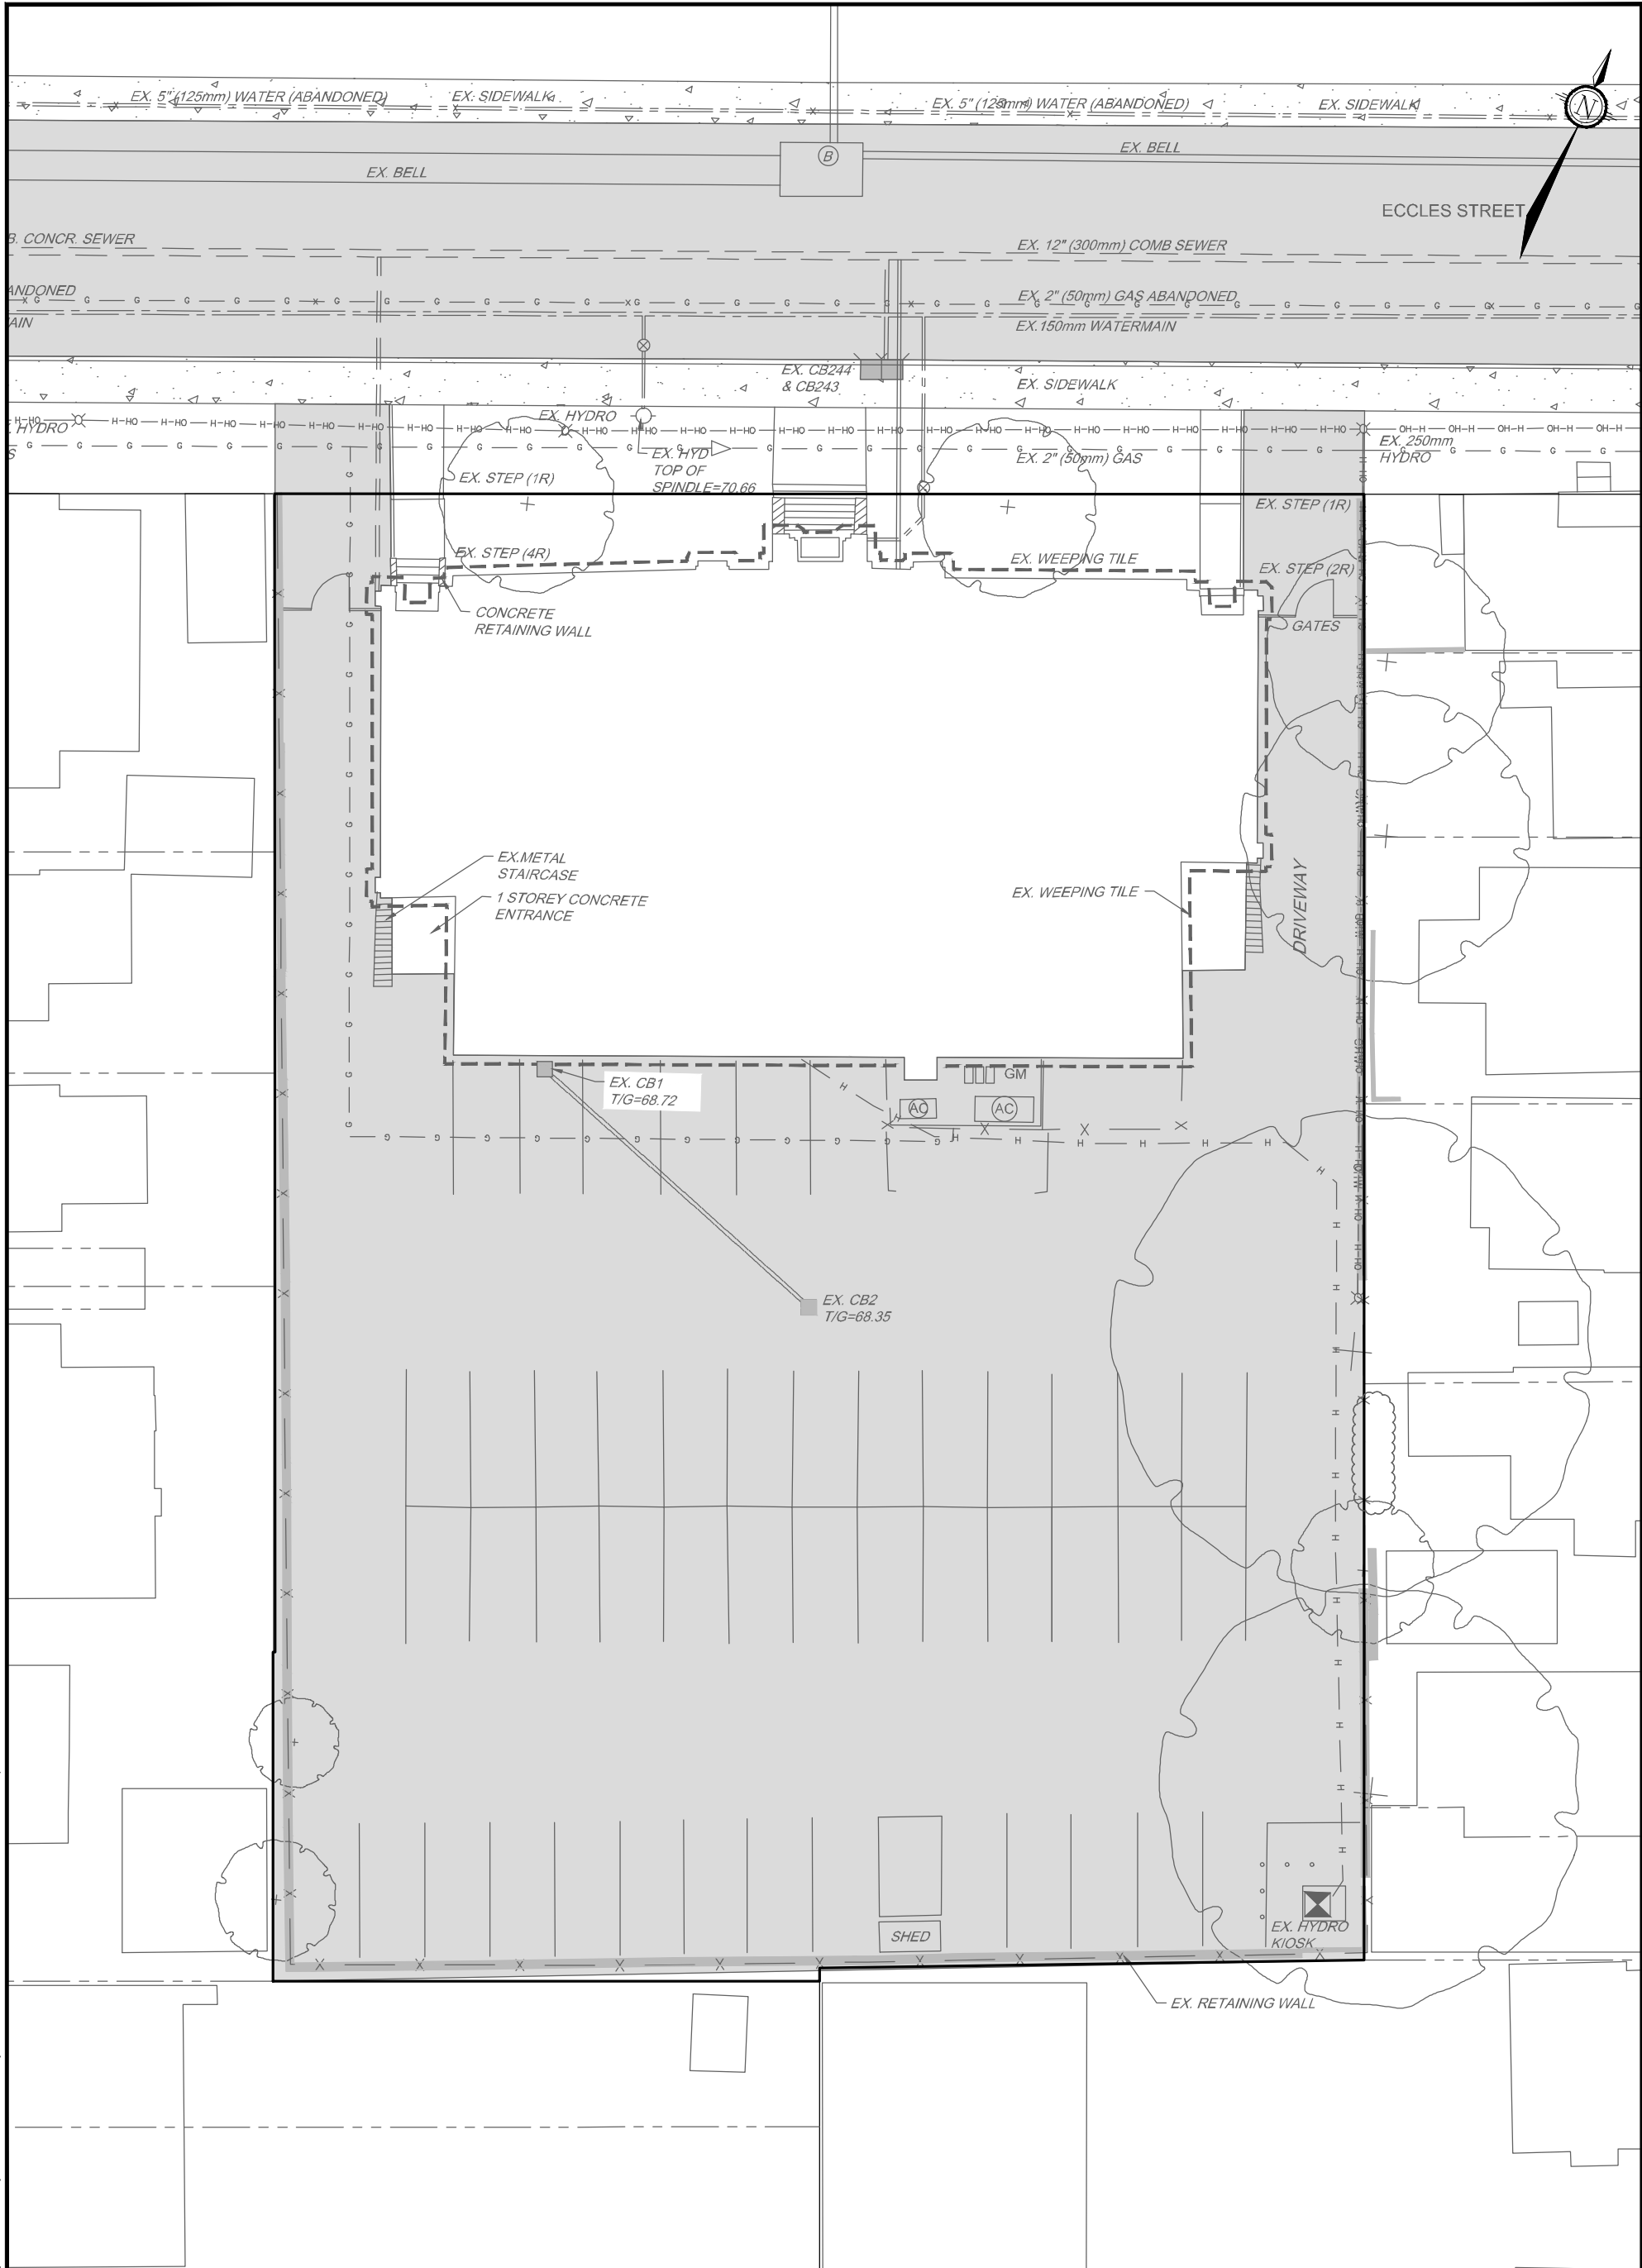 EX. 5" (125mm) WATER (ABANDONED)
EX. SIDEWALK
EX. 5" (125mm) WATER (ABANDONED)
EX. SIDEWALK
N
B
EX. BELL
EX. BELL
ECCLES STREET
B. CONCR. SEWER
EX. 12" (300mm) COMB SEWER
ANDONED
EX. 2" (50mm) GAS ABANDONED
AIN
EX.150mm WATERMAIN
EX. CB244
& CB243
EX. SIDEWALK
EX. HYDRO
HYDRO
S
EX. HYD
TOP OF
SPINDLE=70.66
EX. 2" (50mm) GAS
EX. 250mm
HYDRO
EX. STEP (1R)
EX. STEP (1R)
EX. STEP (4R)
EX. WEEPING TILE
EX. STEP (2R)
CONCRETE
RETAINING WALL
GATES
EX.METAL
STAIRCASE
1 STOREY CONCRETE
ENTRANCE
EX. WEEPING TILE
DRIVEWAY
EX. CB1
T/G=68.72
GM
AC
AC
EX. CB2
T/G=68.35
SHED
EX. HYDRO
KIOSK
EX. RETAINING WALL